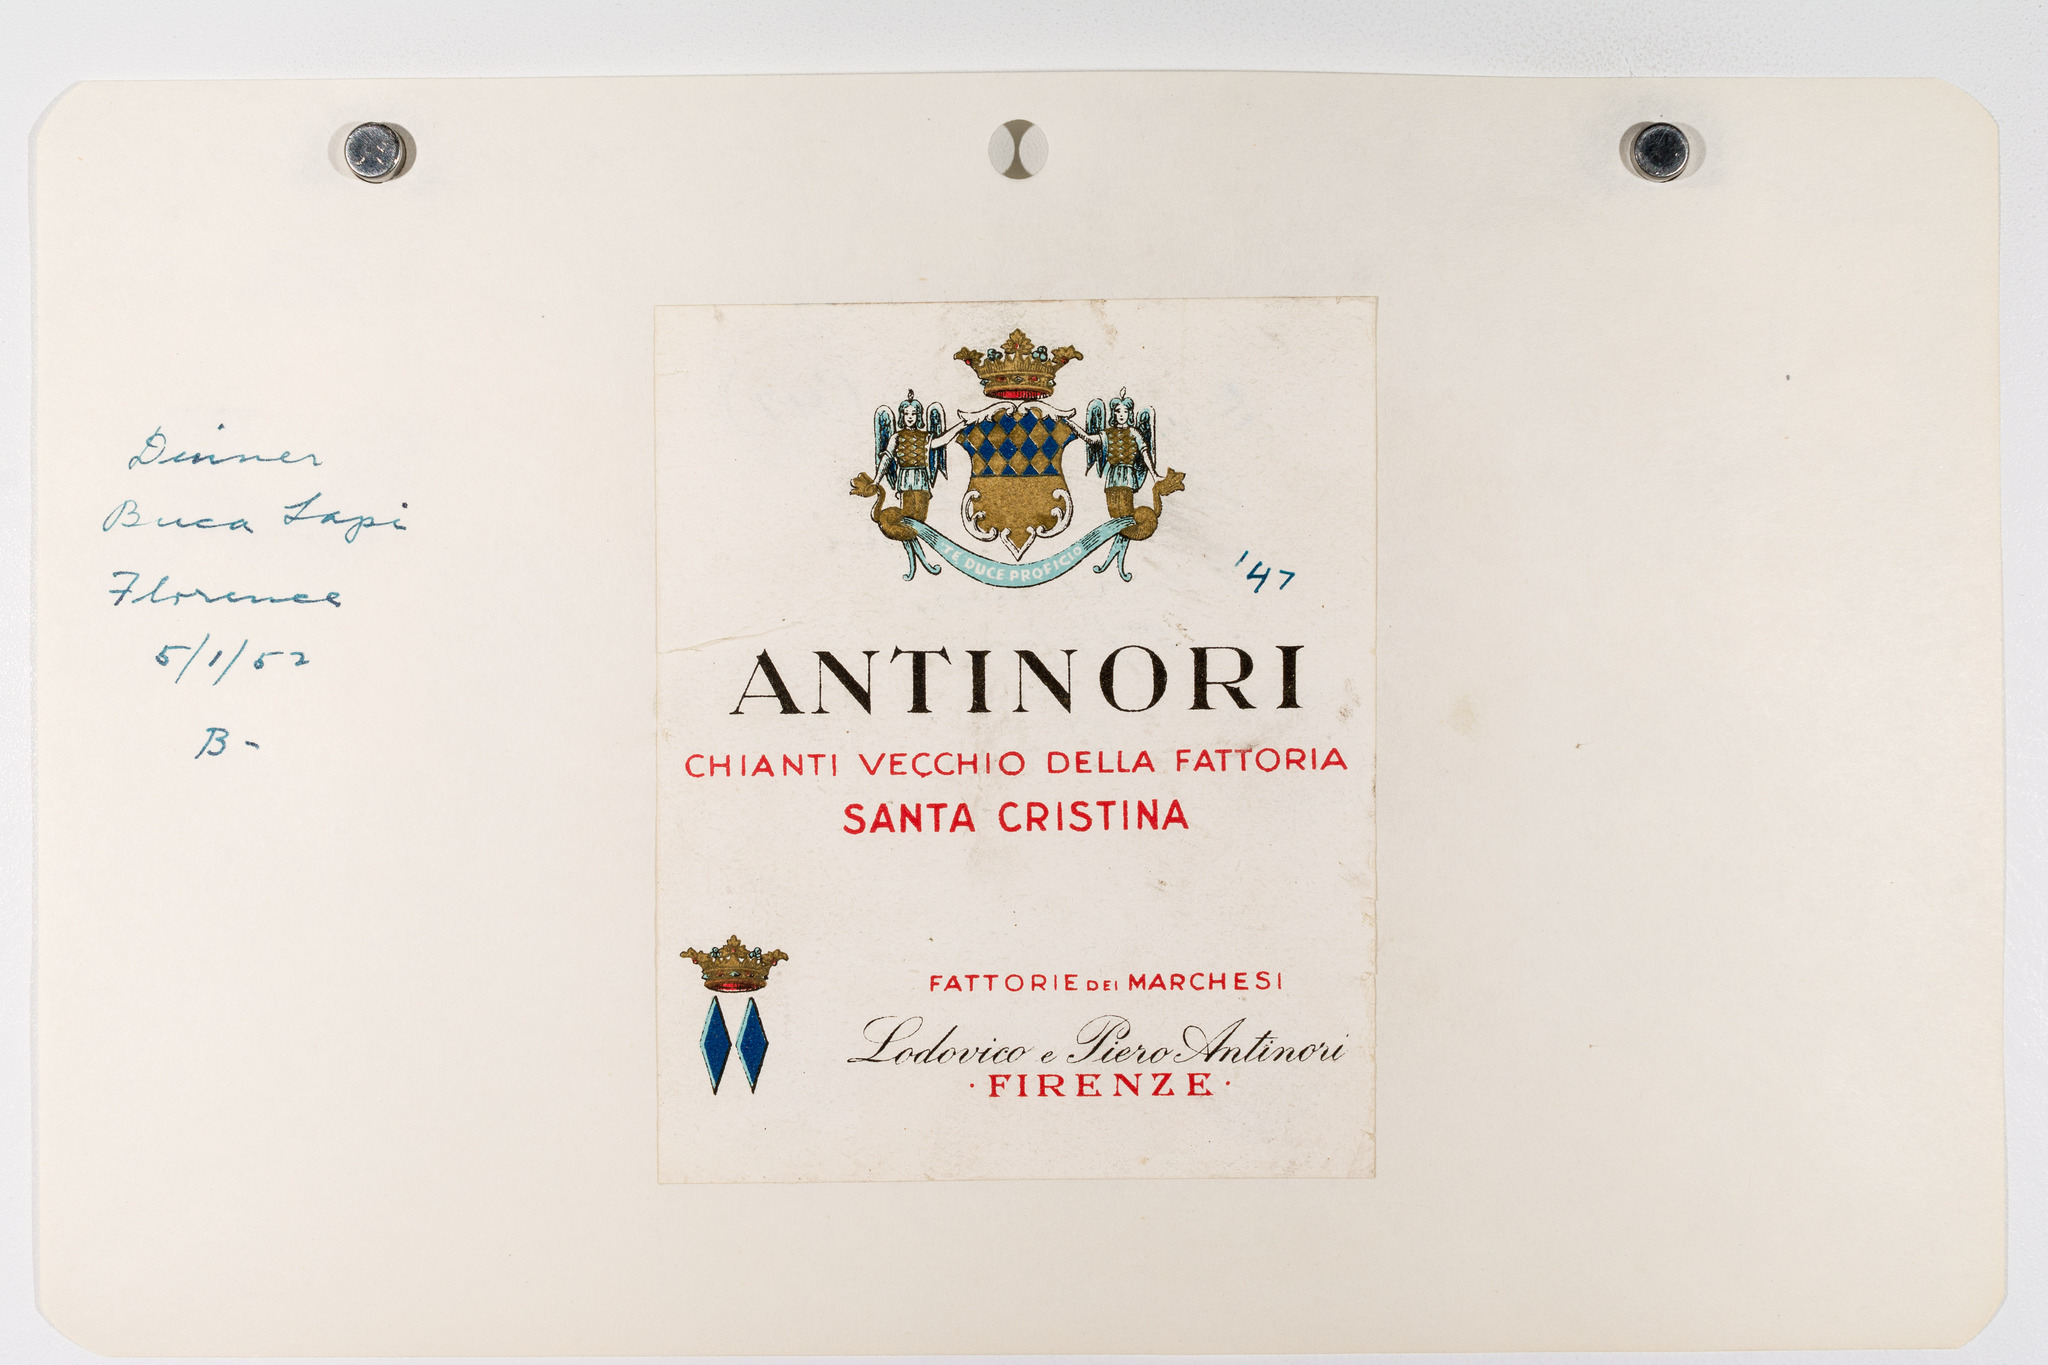 Dinner
Buca Lapi
Florence
5/1/52
B-
TE DUCE PROFICIO
'47
ANTINORI
CHIANTI VECCHIO DELLA FATTORIA
SANTA CRISTINA
FATTORIE DEI MARCHESI
Lodovico e Piero Antinori
· FIRENZE ·